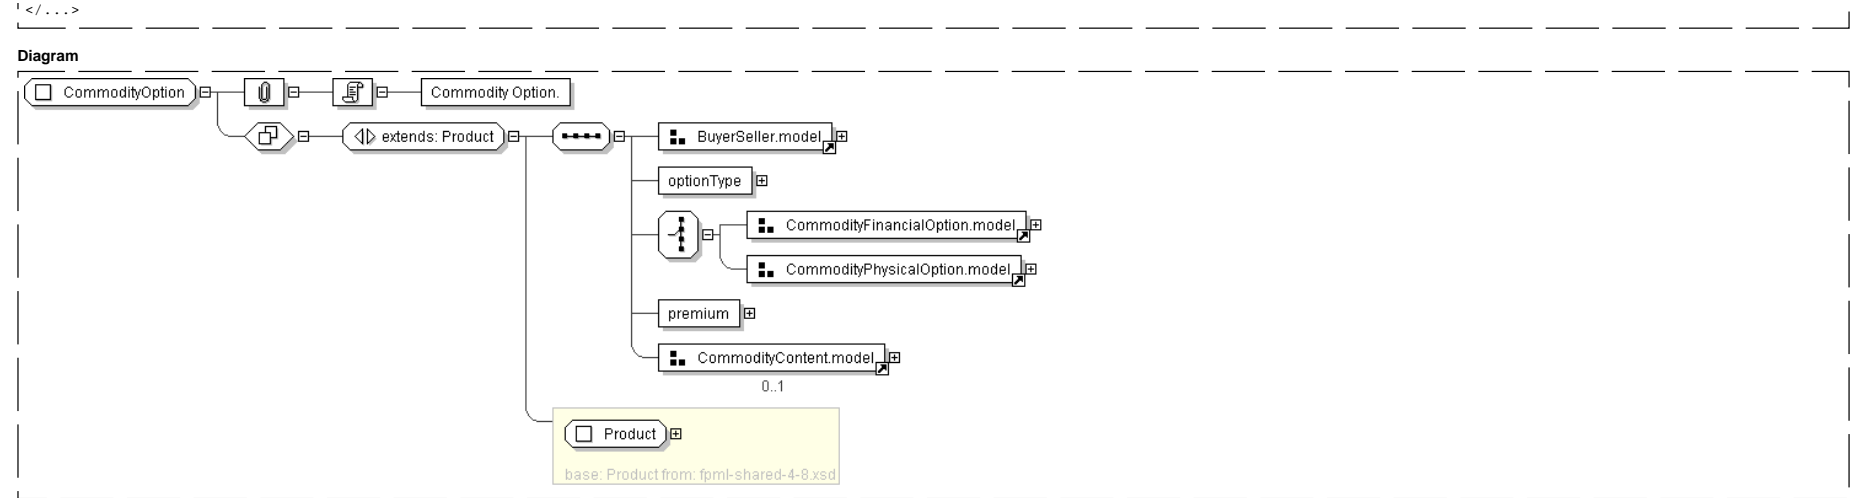 </...>
Diagram
CommodityOption
Commodity Option.
extends: Product
BuyerSeller.model
optionType
CommodityFinancialOption.model
CommodityPhysicalOption.model
premium
CommodityContent.model
0..1
Product
base: Product from: fpml-shared-4-8.xsd